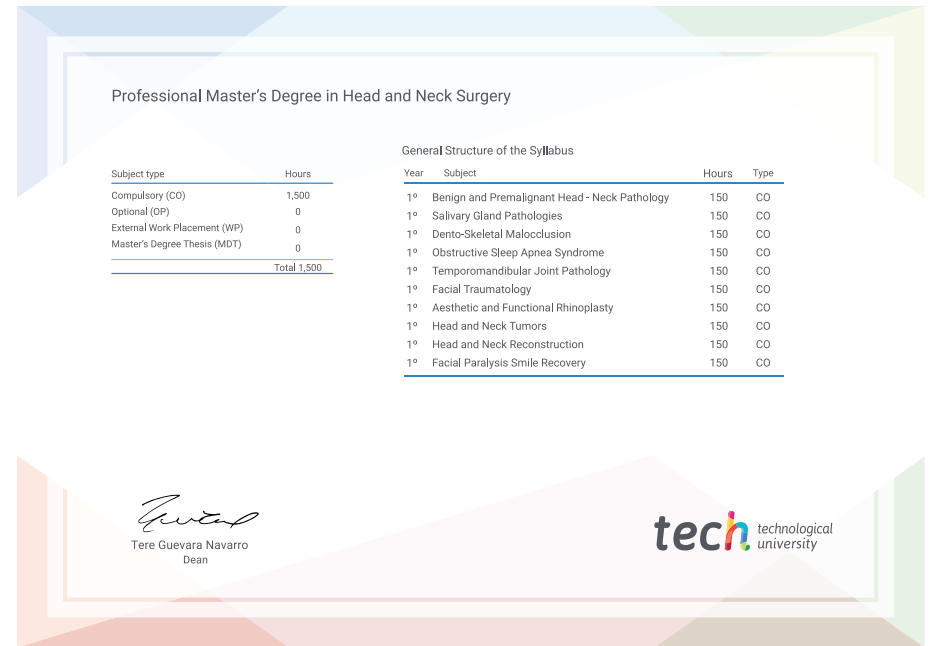 Professional Master's Degree in Head and Neck Surgery
Subject type Hours
Compulsory (CO) 1,500
Optional (OP) 0
External Work Placement (WP) 0
Master's Degree Thesis (MDT) 0
Total 1,500
General Structure of the Syllabus
Year Subject Hours Type
1º Benign and Premalignant Head - Neck Pathology 150 CO
1º Salivary Gland Pathologies 150 CO
1º Dento-Skeletal Malocclusion 150 CO
1º Obstructive Sleep Apnea Syndrome 150 CO
1º Temporomandibular Joint Pathology 150 CO
1º Facial Traumatology 150 CO
1º Aesthetic and Functional Rhinoplasty 150 CO
1º Head and Neck Tumors 150 CO
1º Head and Neck Reconstruction 150 CO
1º Facial Paralysis Smile Recovery 150 CO
Tere Guevara Navarro
Dean
tech technological
university